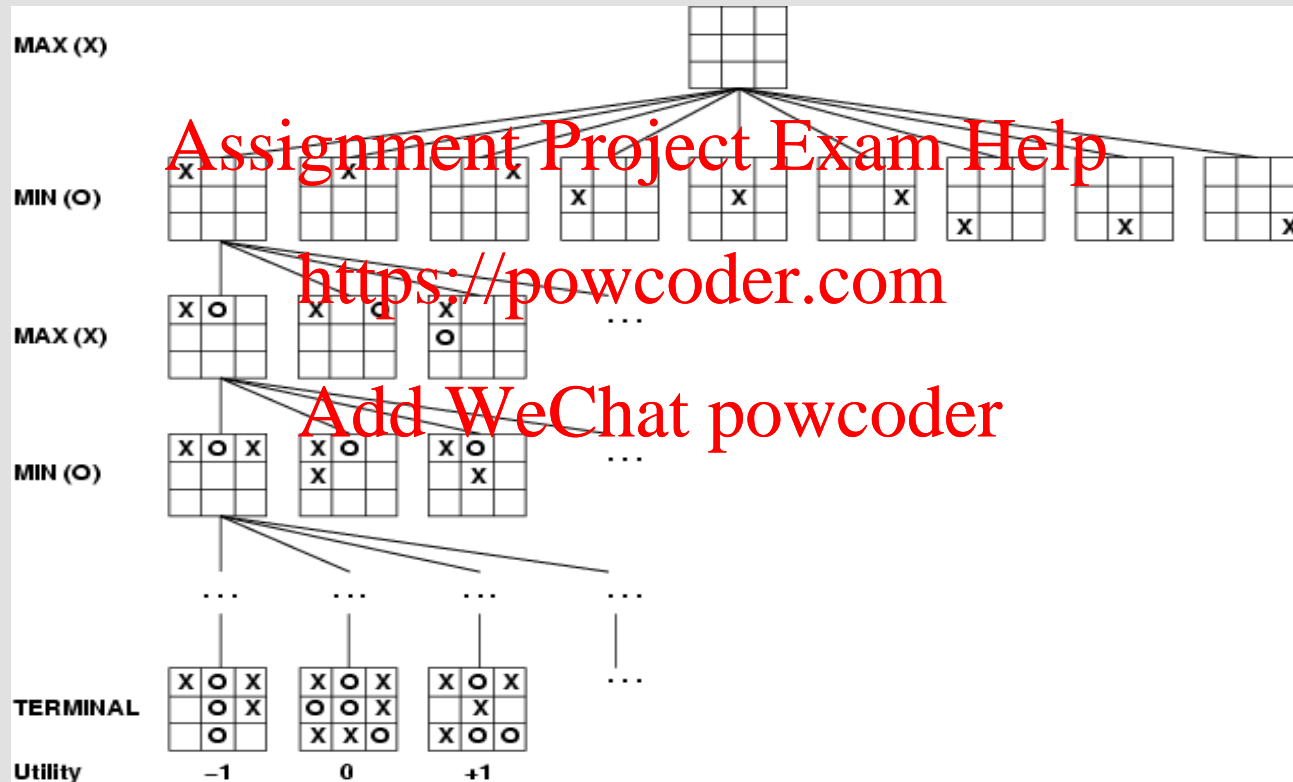 MAX (X)
Assignment Project Exam Help
X X X
MIN (O) X X X
X X X
https://powcoder.com
X O X O X
...
MAX (X) O
Add WeChat powcoder
X O X X O X O
...
MIN (O) X X
... ... ... ...
X O X X O X X O X
...
TERMINAL O X O O X X
O X X O X O O
Utility −1 0 +1